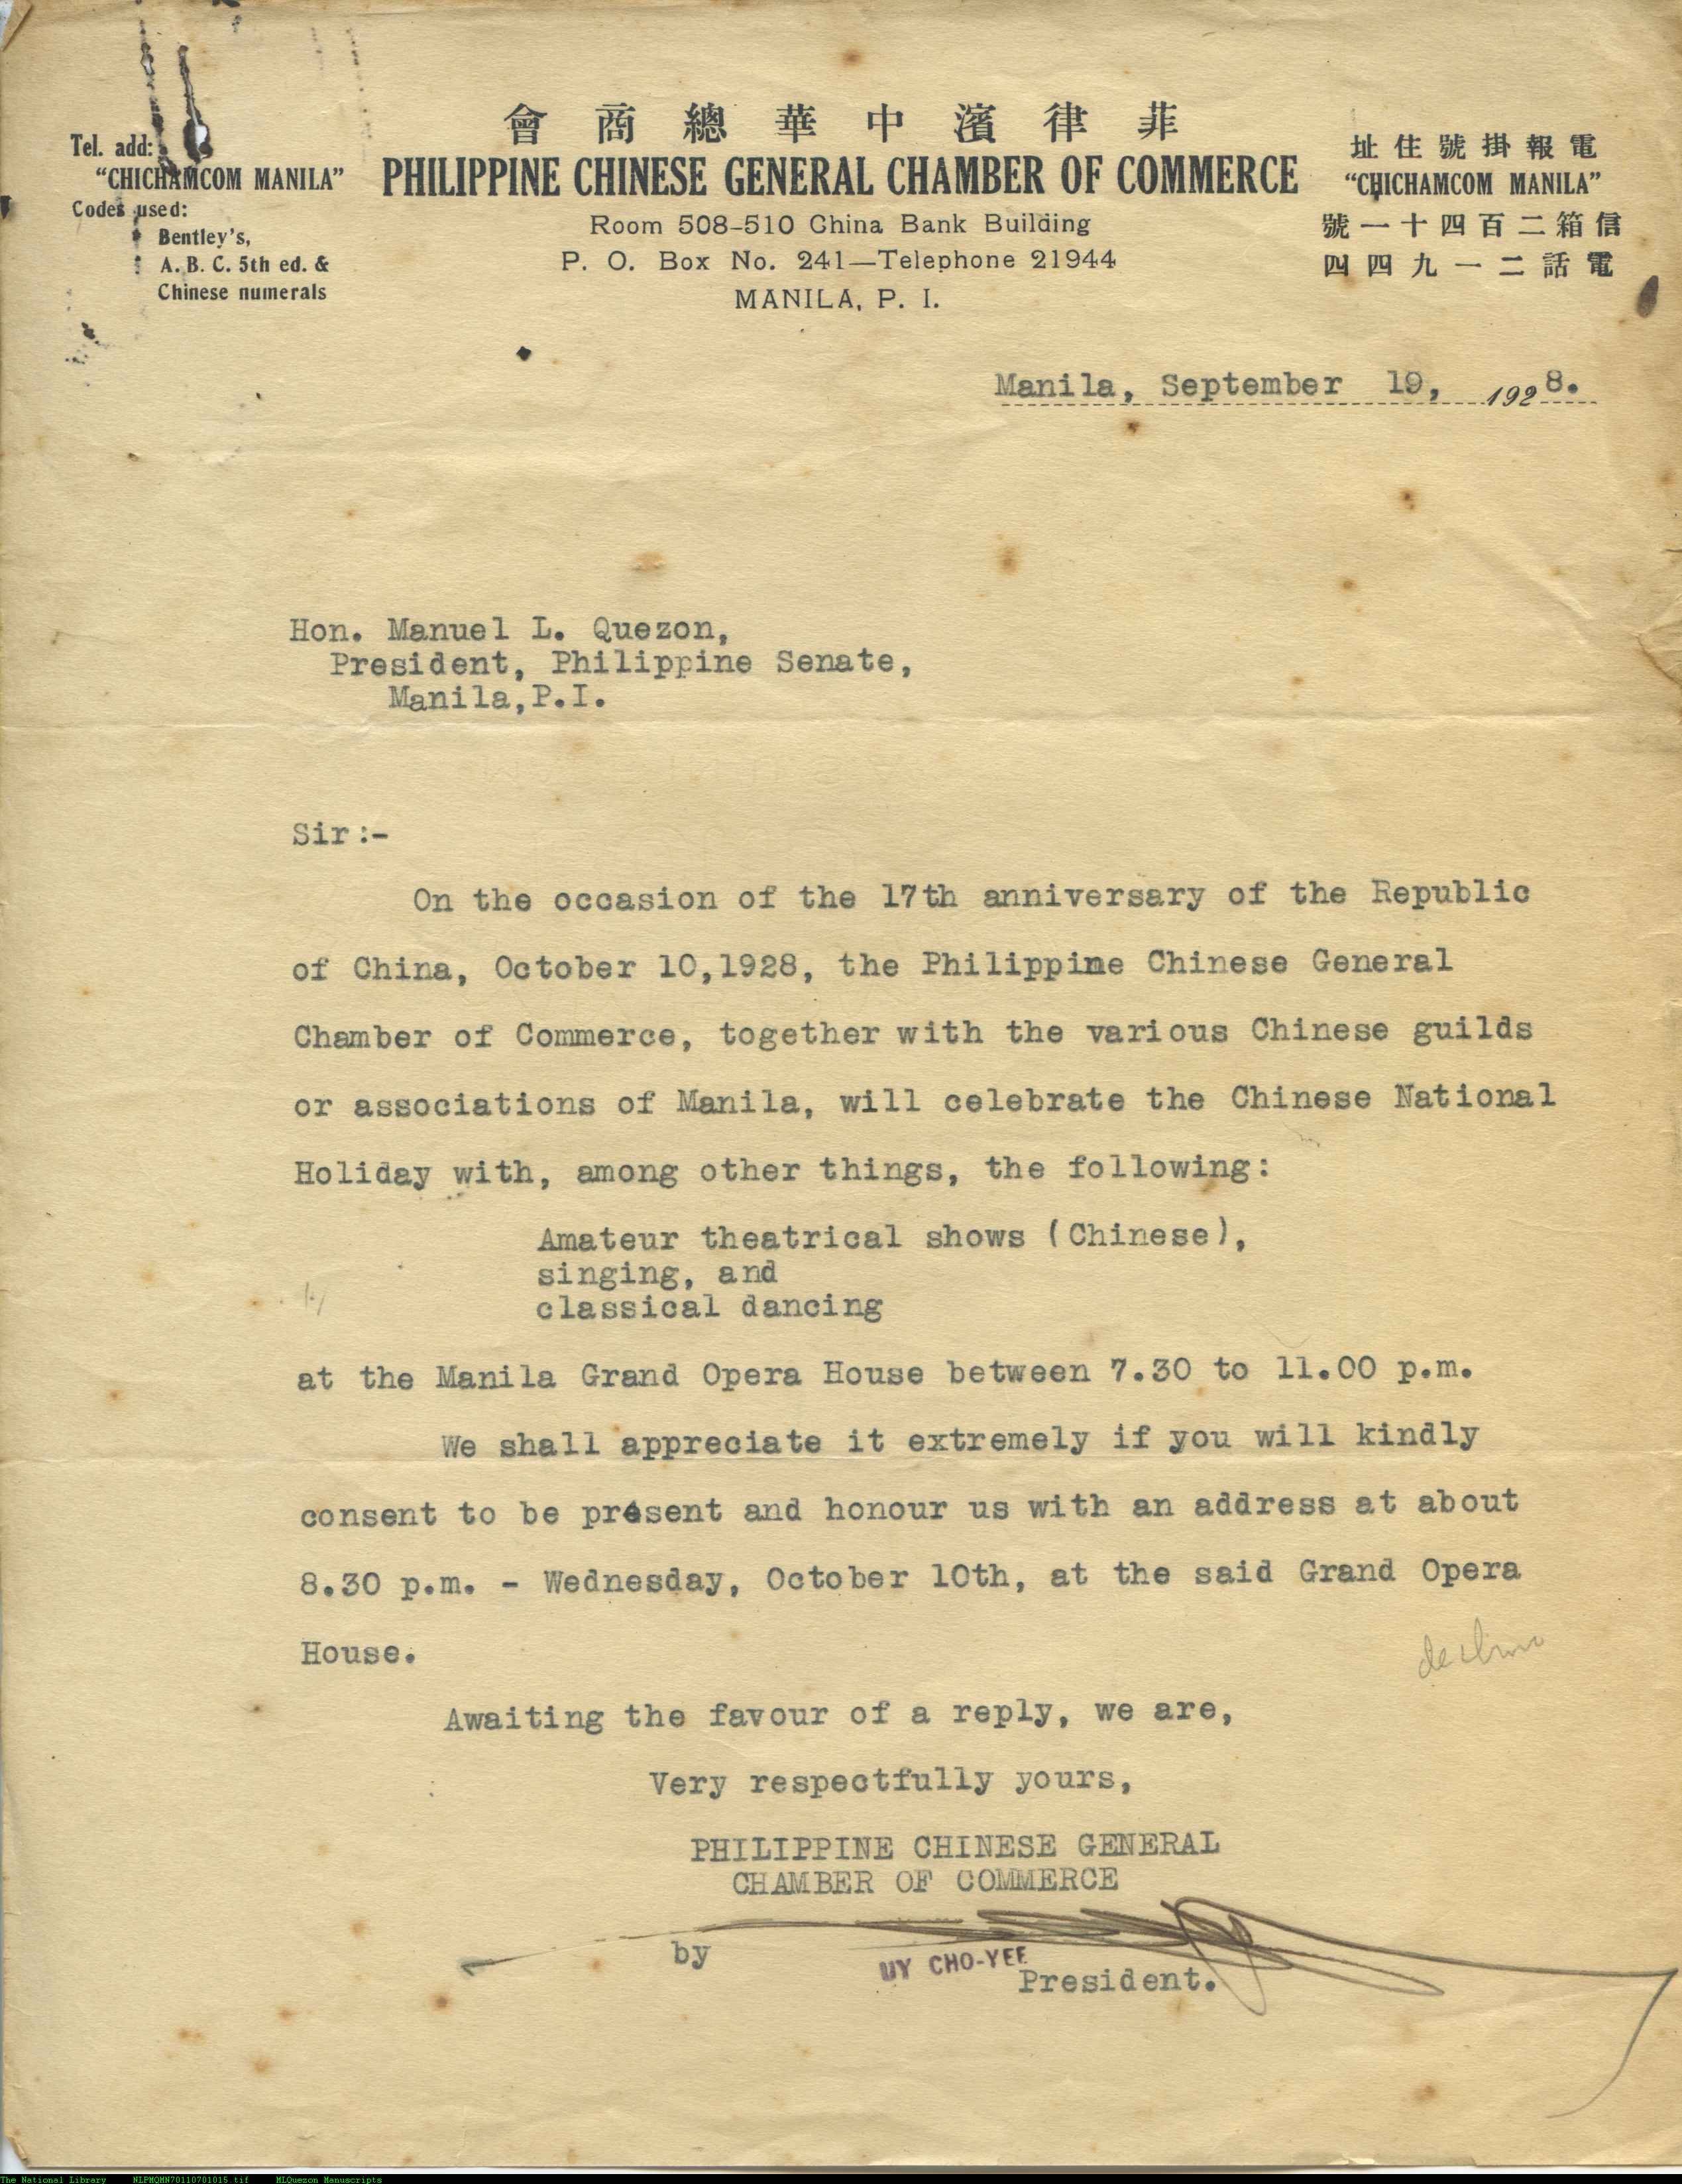 會商總華中濱律菲
PHILIPPINE CHINESE GENERAL CHAMBER OF COMMERCE
Room 508-510 China Bank Building
P. O. Box No. 241—Telephone 21944
MANILA, P. I.
Tel. add:
"CHICHAMCOM MANILA"
Codes used:
Bentley's,
A. B. C. 5th ed. &
Chinese numerals
址住號掛報電
"CHICHAMCOM MANILA"
號一十四百二箱信
四四九一二話電
Manila, September 19, 1928.
Hon. Manuel L. Quezon,
President, Philippine Senate,
Manila,P.I.
Sir:-
On the occasion of the 17th anniversary of the Republic
of China, October 10,1928, the Philippine Chinese General
Chamber of Commerce, together with the various Chinese guilds
or associations of Manila, will celebrate the Chinese National
Holiday with, among other things, the following:
Amateur theatrical shows (Chinese),
singing, and
classical dancing
at the Manila Grand Opera House between 7.30 to 11.00 p.m.
We shall appreciate it extremely if you will kindly
consent to be present and honour us with an address at about
8.30 p.m. - Wednesday, October 10th, at the said Grand Opera
House.
decline
Awaiting the favour of a reply, we are,
Very respectfully yours,
PHILIPPINE CHINESE GENERAL
CHAMBER OF COMMERCE
by
UY CHO-YEE
President.
The National Library NLPMQMN70110701015.tif MLQuezon Manuscripts